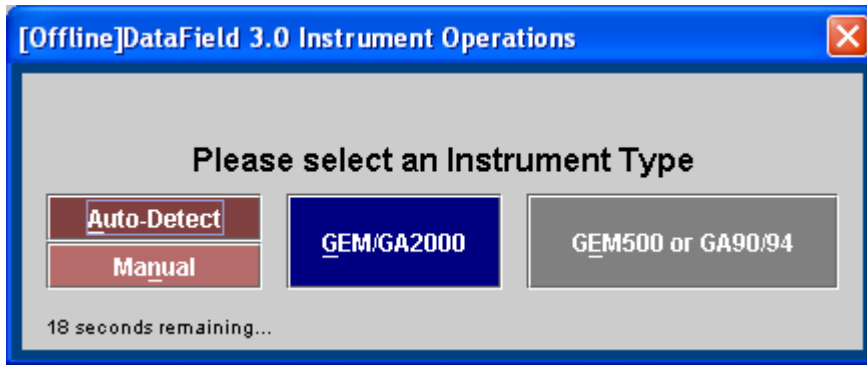 [Offline]DataField 3.0 Instrument Operations
Please select an Instrument Type
Auto-Detect
Manual
GEM/GA2000
GEM500 or GA90/94
18 seconds remaining...